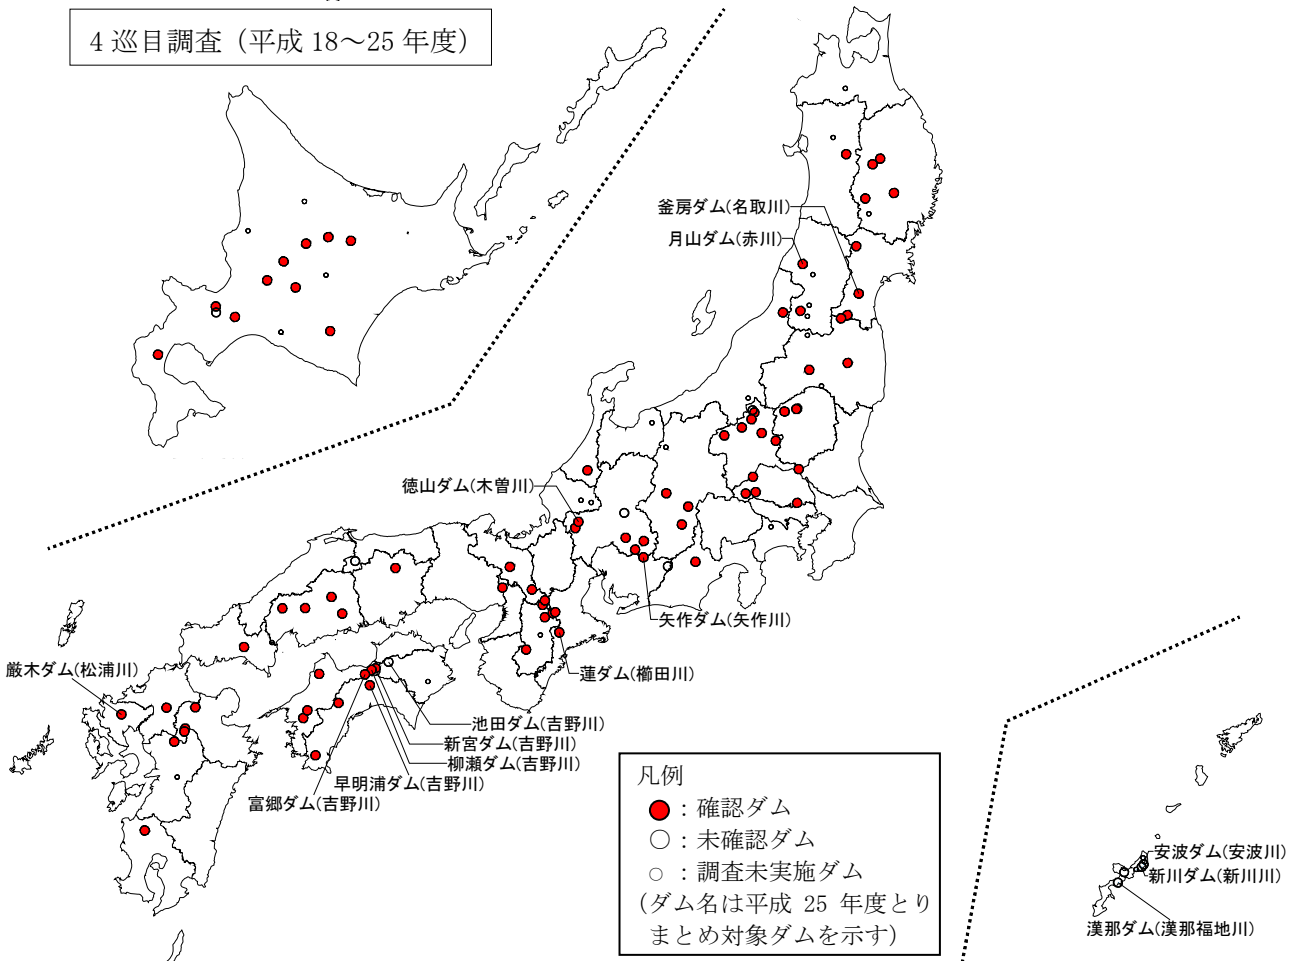 4 巡目調査（平成 18～25 年度）
釜房ダム(名取川)
月山ダム(赤川)
徳山ダム(木曽川)
矢作ダム(矢作川)
蓮ダム(櫛田川)
厳木ダム(松浦川)
池田ダム(吉野川)
新宮ダム(吉野川)
柳瀬ダム(吉野川)
早明浦ダム(吉野川)
富郷ダム(吉野川)
凡例
：確認ダム
：未確認ダム
：調査未実施ダム
(ダム名は平成 25 年度とり
まとめ対象ダムを示す)
安波ダム(安波川)
新川ダム(新川川)
漢那ダム(漢那福地川)